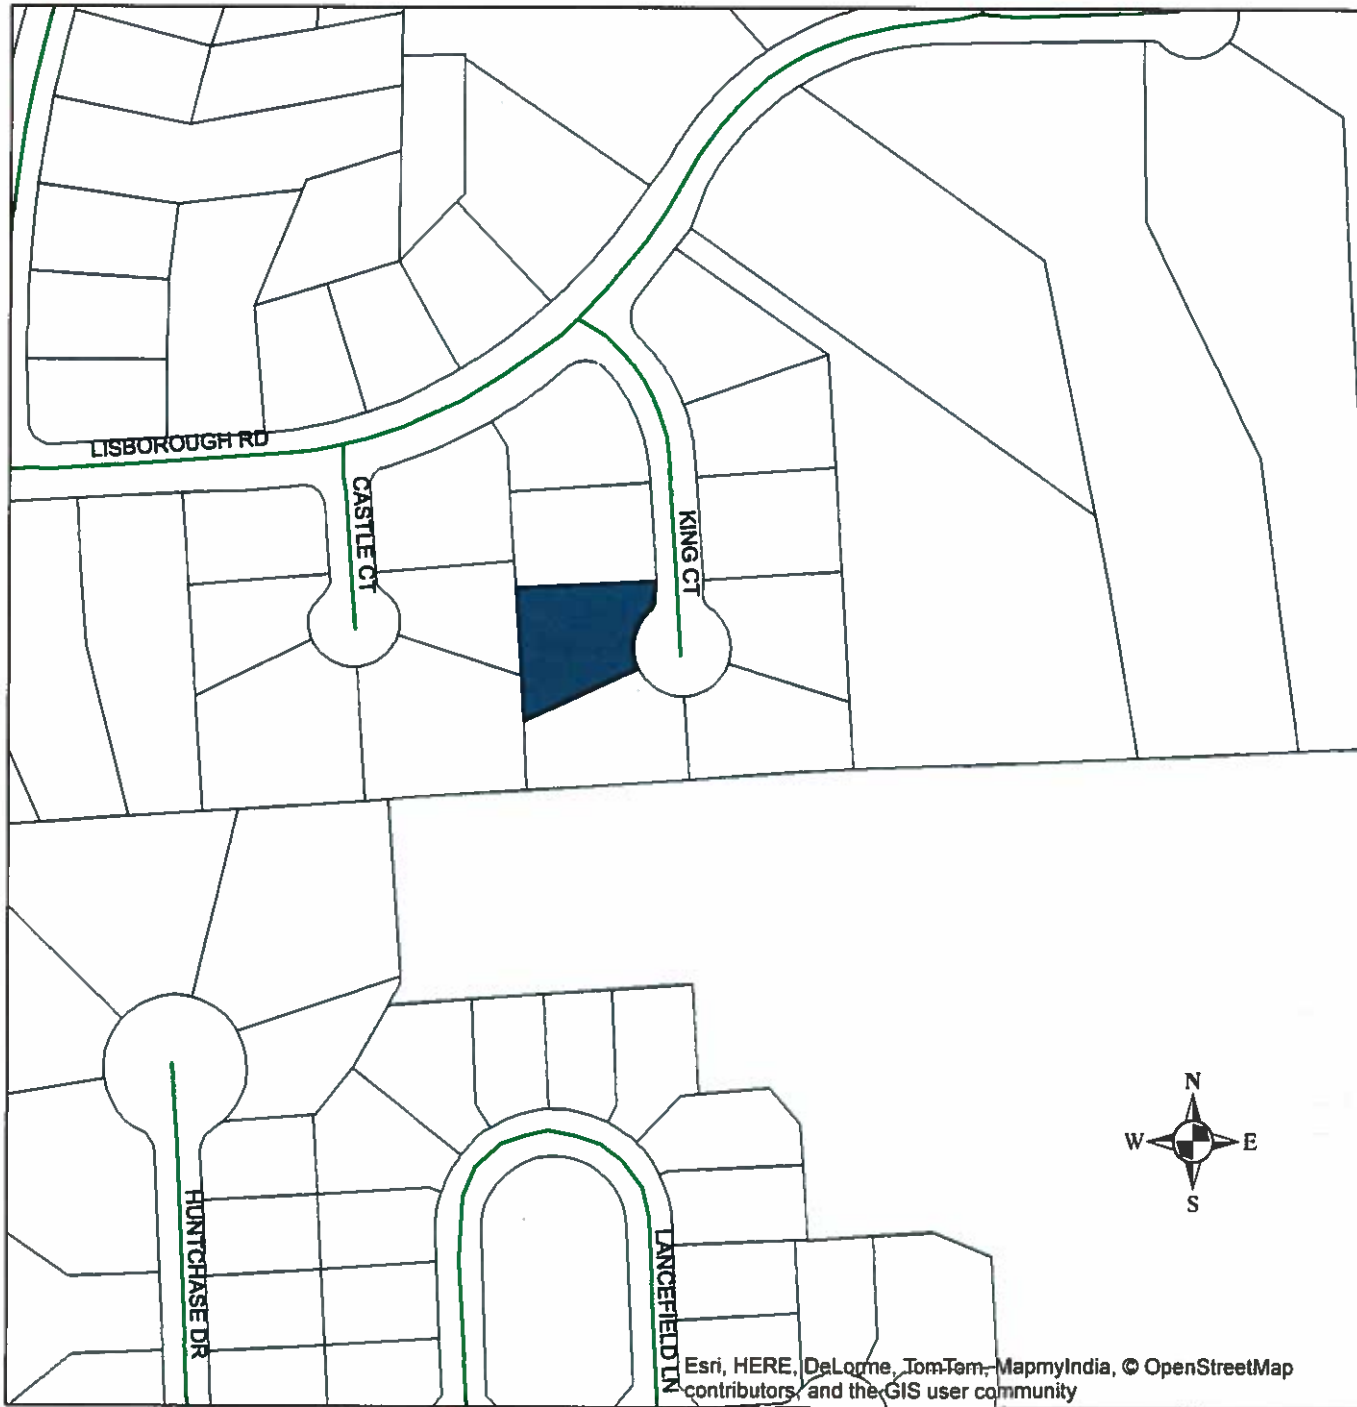 LISBOROUGH RD
CASTLE CT
KING CT
N
W
E
S
HUNTCHASE DR
LANCEFIELD LN
Esri, HERE, DeLorme, TomTom, MapmyIndia, © OpenStreetMap
contributors, and the GIS user community